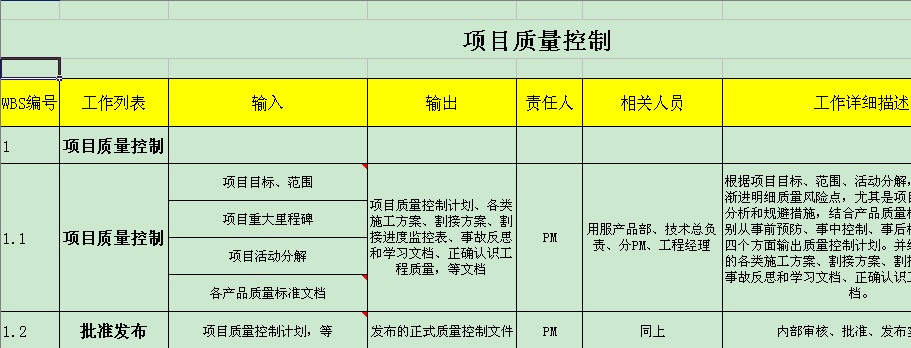 项目质量控制
WBS编号 工作列表 输入 输出 责任人 相关人员 工作详细描述
1 项目质量控制
1.1 项目质量控制
项目目标、范围
项目重大里程碑
项目活动分解
各产品质量标准文档
项目质量控制计划、各类
施工方案、割接方案、割
接进度监控表、事故反思
和学习文档、正确认识工
程质量，等文档
PM
用服产品部、技术总负
责、分PM、工程经理
根据项目目标、范围、活动分解，
渐进明细质量风险点，尤其是项
分析和规避措施，结合产品质量
别从事前预防、事中控制、事后
四个方面输出质量控制计划。并
的各类施工方案、割接方案、割
事故反思和学习文档、正确认识
档。
1.2 批准发布 项目质量控制计划，等 发布的正式质量控制文件 PM 同上 内部审核、批准、发布